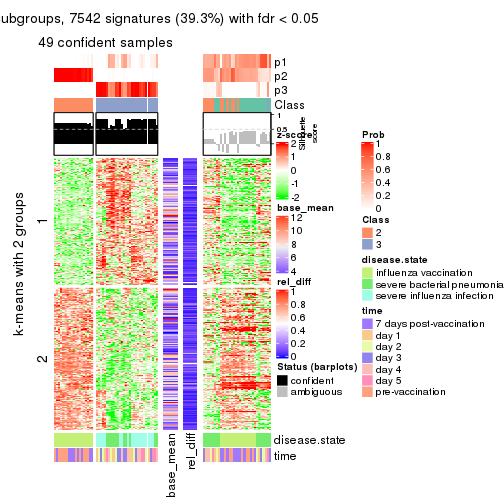 ubgroups, 7542 signatures (39.3%) with fdr < 0.05
49 confident samples
p1
p2
p3
Class
1
0.5
0
Silhouette
score
k-means with 2 groups
1
2
base_mean
rel_diff
disease.state
time
z-score
2
1
0
-1
-2
base_mean
12
10
8
6
4
rel_diff
1
0.8
0.6
0.4
0.2
0
Status (barplots)
confident
ambiguous
Prob
1
0.8
0.6
0.4
0.2
0
Class
2
3
disease.state
influenza vaccination
severe bacterial pneumonia
severe influenza infection
time
7 days post-vaccination
day 1
day 2
day 3
day 4
day 5
pre-vaccination